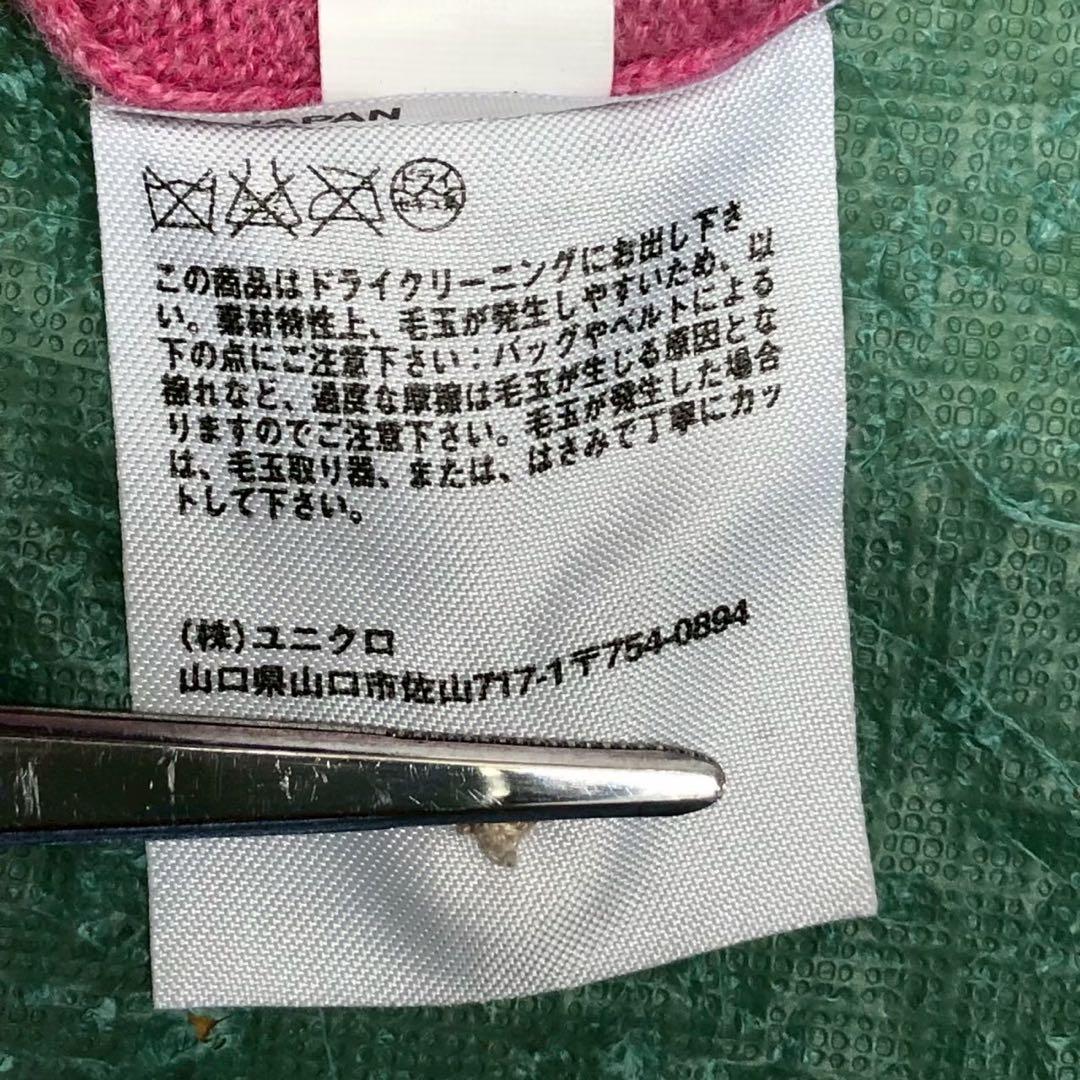 JAPAN
ドライ
セキユ系
この商品はドライクリーニングにお出し下さ
い。素材特性上、毛玉が発生しやすいため、以
下の点にご注意下さい：バッグやベルトによる
擦れなど、過度な摩擦は毛玉が生じる原因とな
りますのでご注意下さい。毛玉が発生した場合
は、毛玉取り器、または、はさみで丁寧にカッ
トして下さい。
(株)ユニクロ
山口県山口市佐山717-1〒754-0894